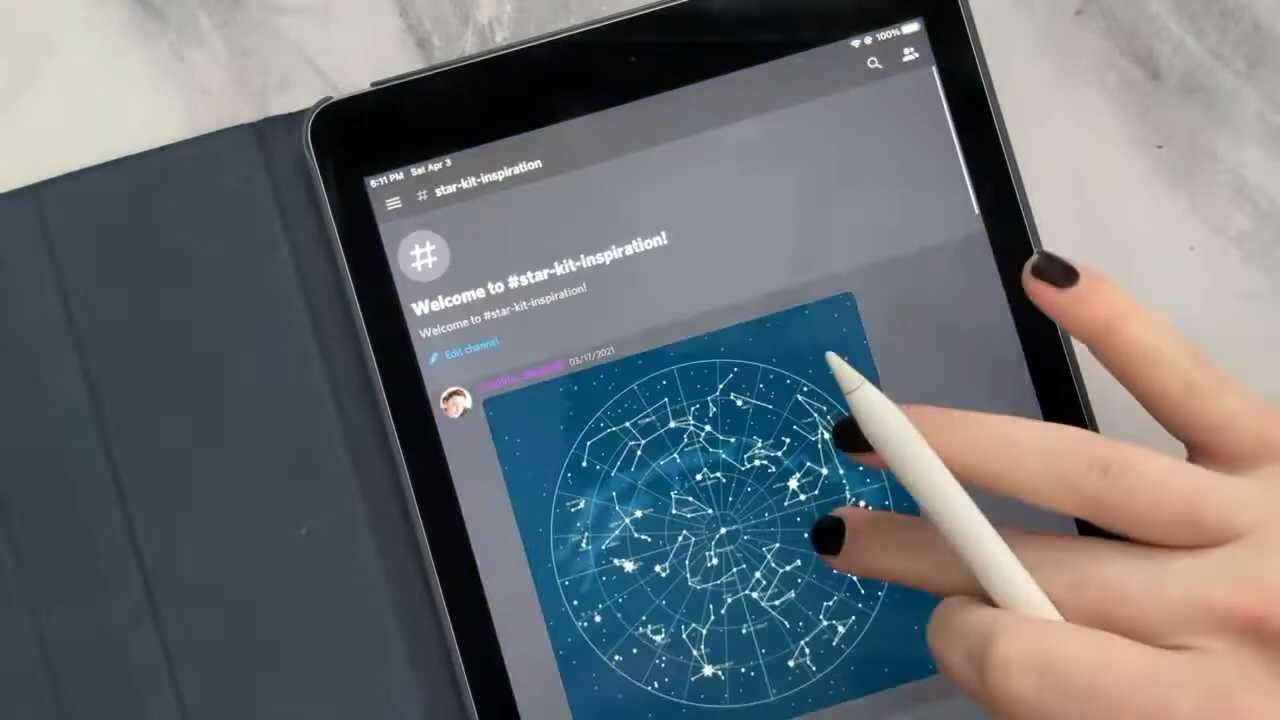 6:11 PM Sat Apr 3
100%
# star-kit-inspiration
#
Welcome to #star-kit-inspiration!
Welcome to #star-kit-inspiration!
Edit channel
03/17/2021